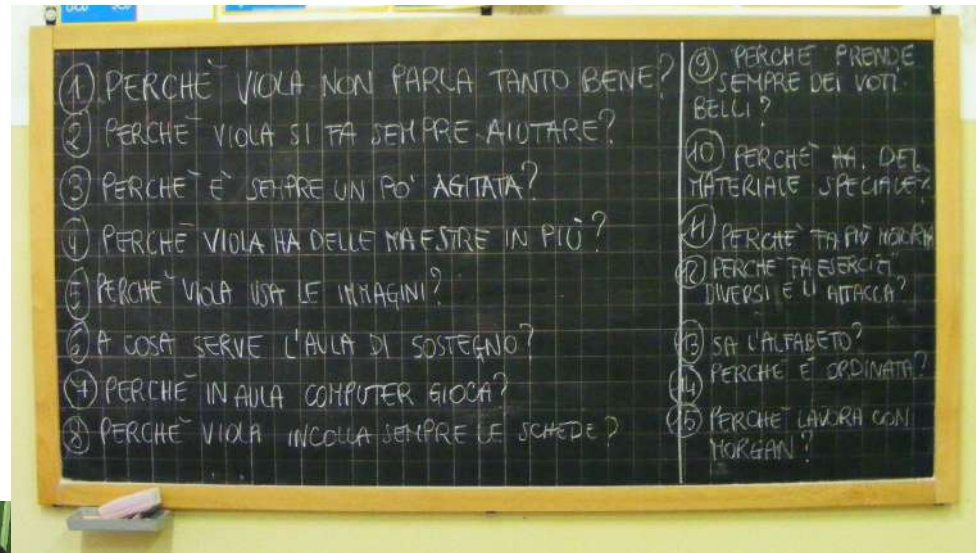 1 PERCHÈ VIOLA NON PARLA TANTO BENE?
2 PERCHÈ VIOLA SI FA SEMPRE AIUTARE?
3 PERCHÈ È SEMPRE UN PO' AGITATA?
4 PERCHÈ VIOLA HA DELLE MAESTRE IN PIÙ?
5 PERCHÈ VIOLA USA LE IMMAGINI?
6 A COSA SERVE L'AULA DI SOSTEGNO?
7 PERCHÈ IN AULA COMPUTER GIOCA?
8 PERCHÈ VIOLA INCOLLA SEMPRE LE SCHEDE?
9 PERCHÈ PRENDE
SEMPRE DEI VOTI
BELLI?
10 PERCHÈ HA DEL
MATERIALE SPECIALE?
11 PERCHÈ FA PIÙ
12 PERCHÈ FA ESERCIZI
DIVERSI E LI ATTACCA?
13 SA L'ALFABETO?
14 PERCHÈ È ORDINATA?
15 PERCHÈ LAVORA CON
MORGAN?